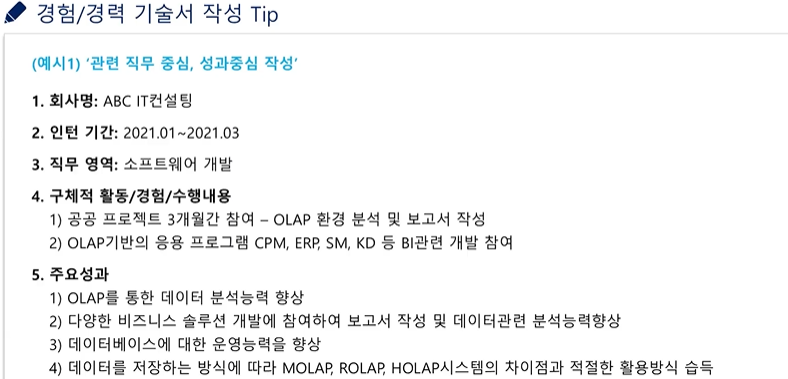 경험/경력 기술서 작성 Tip
(예시1) ‘관련 직무 중심, 성과중심 작성’
1. 회사명: ABC IT컨설팅
2. 인턴 기간: 2021.01~2021.03
3. 직무 영역: 소프트웨어 개발
4. 구체적 활동/경험/수행내용
1) 공공 프로젝트 3개월간 참여 – OLAP 환경 분석 및 보고서 작성
2) OLAP기반의 응용 프로그램 CPM, ERP, SM, KD 등 BI관련 개발 참여
5. 주요성과
1) OLAP를 통한 데이터 분석능력 향상
2) 다양한 비즈니스 솔루션 개발에 참여하여 보고서 작성 및 데이터관련 분석능력향상
3) 데이터베이스에 대한 운영능력을 향상
4) 데이터를 저장하는 방식에 따라 MOLAP, ROLAP, HOLAP시스템의 차이점과 적절한 활용방식 습득